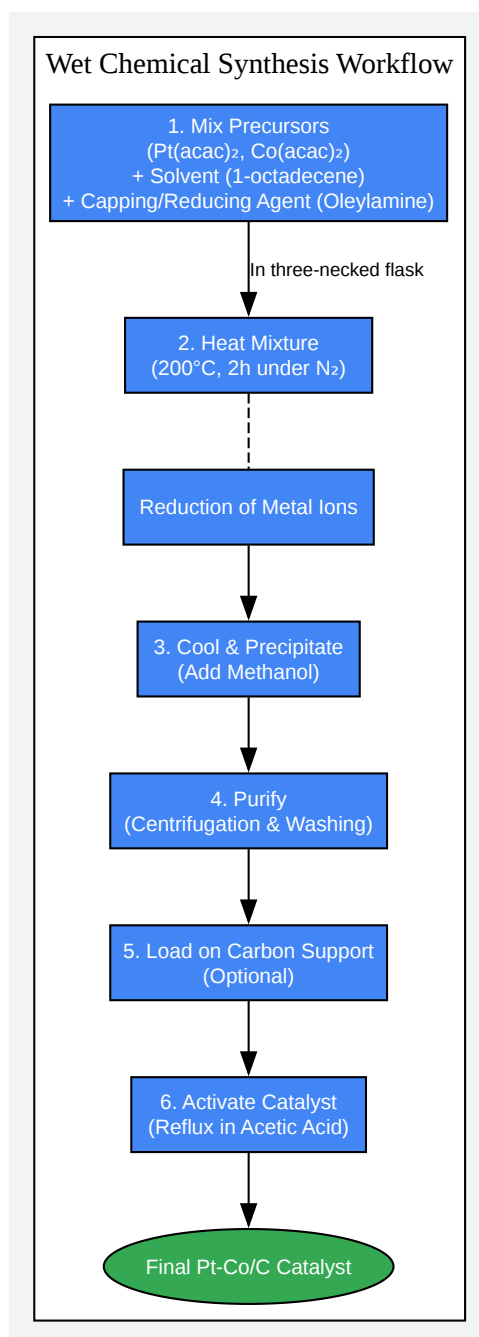 Wet Chemical Synthesis Workflow
1. Mix Precursors
(Pt(acac)₂, Co(acac)₂)
+ Solvent (1-octadecene)
+ Capping/Reducing Agent (Oleylamine)
In three-necked flask
2. Heat Mixture
(200°C, 2h under N₂)
Reduction of Metal Ions
3. Cool & Precipitate
(Add Methanol)
4. Purify
(Centrifugation & Washing)
5. Load on Carbon Support
(Optional)
6. Activate Catalyst
(Reflux in Acetic Acid)
Final Pt-Co/C Catalyst